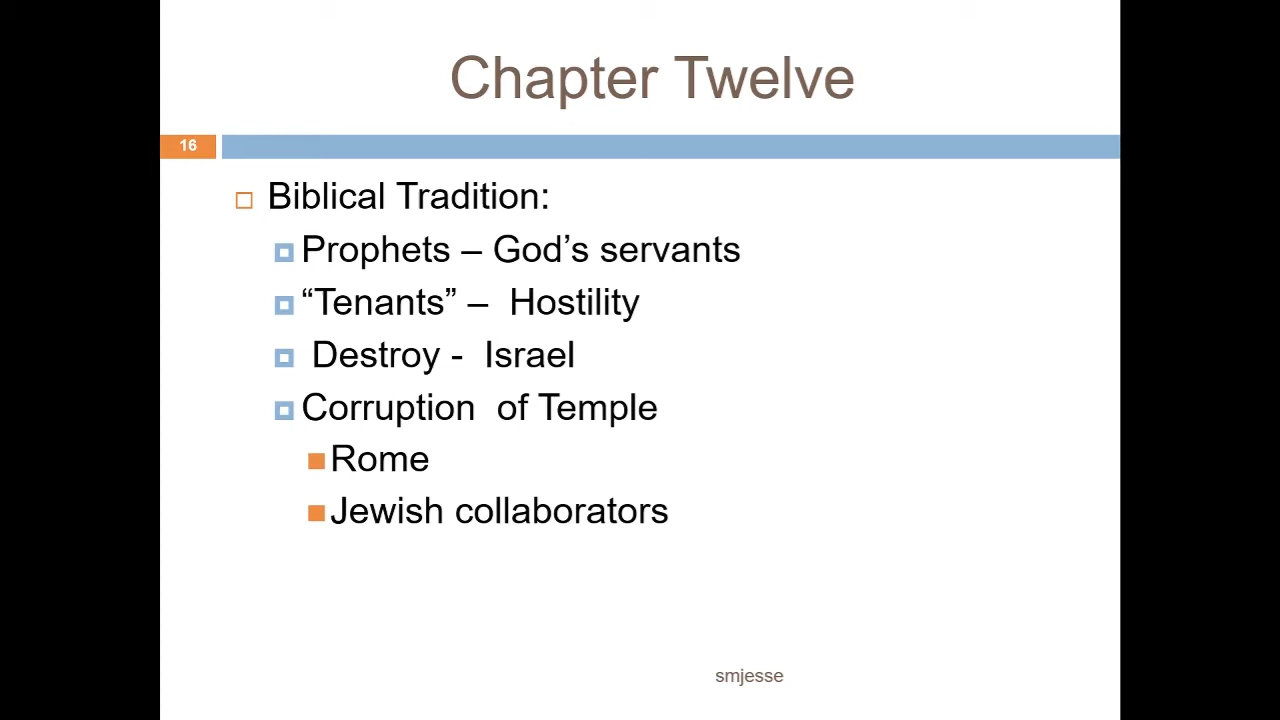 Chapter Twelve
16
Biblical Tradition:
Prophets – God’s servants
“Tenants” – Hostility
Destroy - Israel
Corruption of Temple
Rome
Jewish collaborators
smjesse